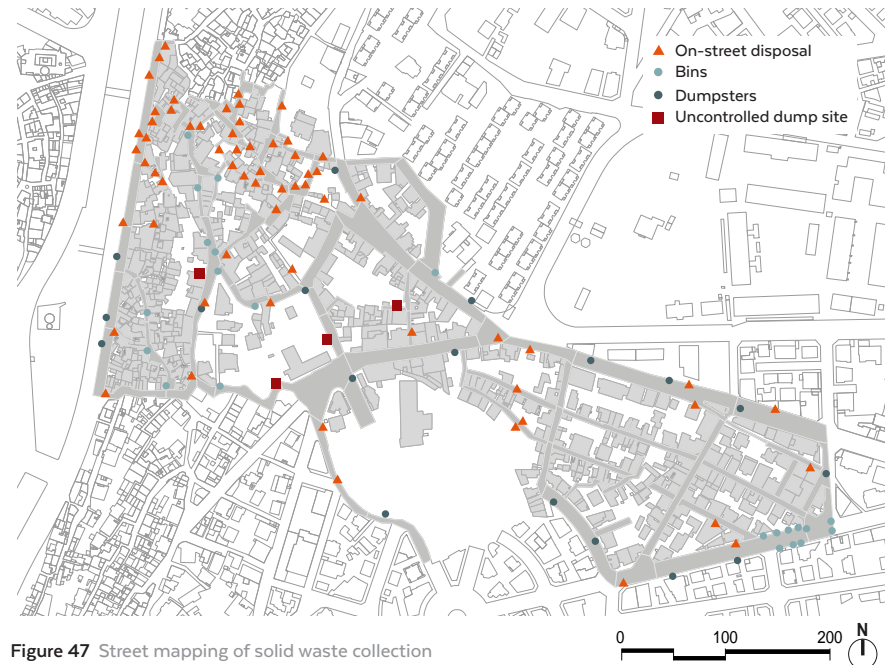 On-street disposal
Bins
Dumpsters
Uncontrolled dump site
Figure 47 Street mapping of solid waste collection
0 100 200
N